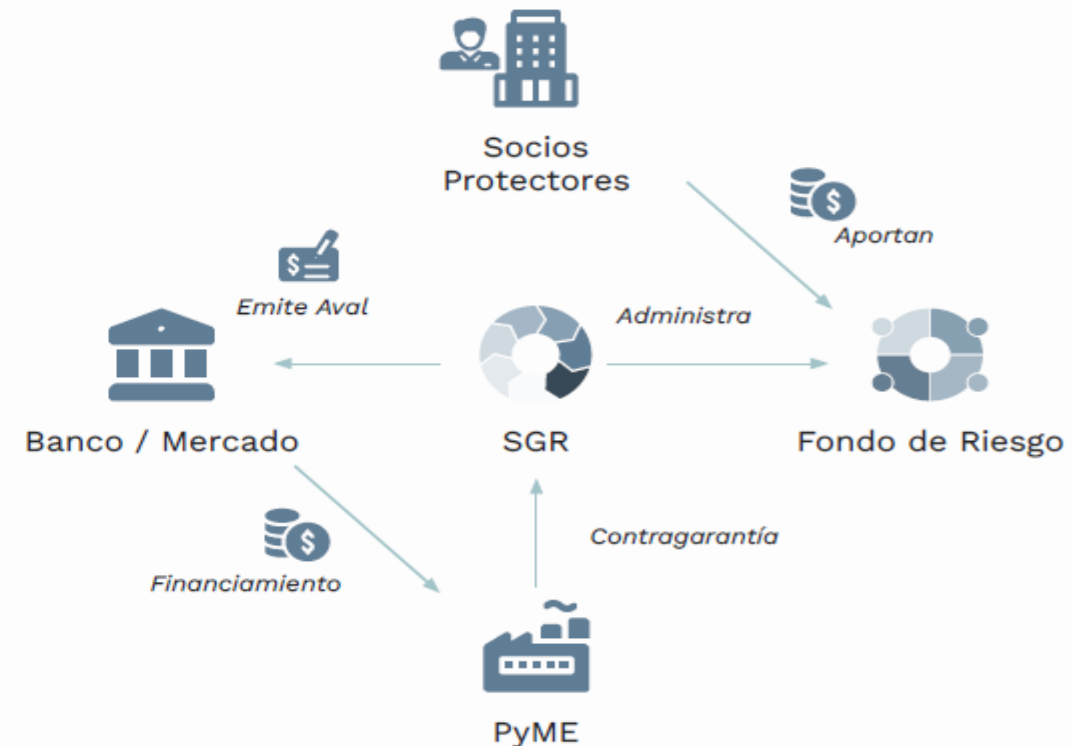 Socios
Protectores
Aportan
Emite Aval
Administra
Banco / Mercado
SGR
Fondo de Riesgo
Contragarantía
Financiamiento
PyME